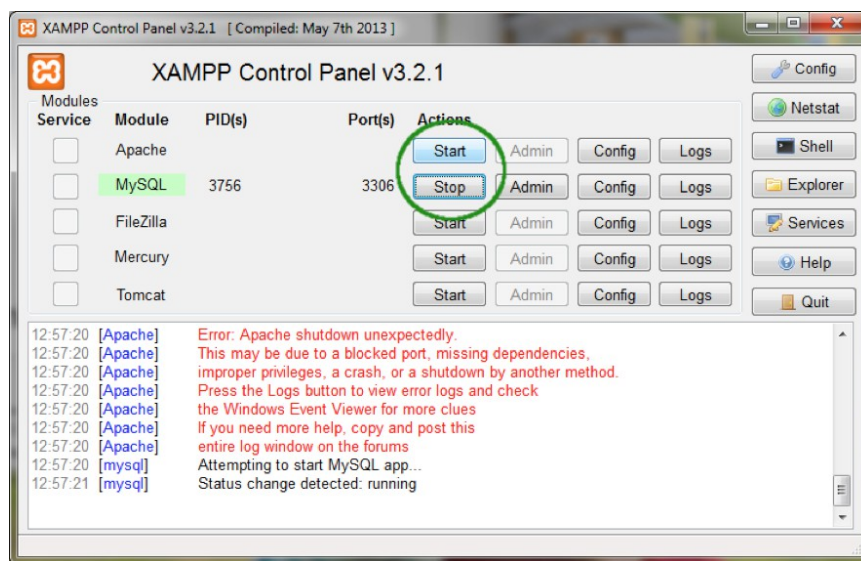 XAMPP Control Panel v3.2.1 [ Compiled: May 7th 2013 ]
XAMPP Control Panel v3.2.1
Config
Modules
Service Module PID(s) Port(s) Actions
Netstat
Apache Start Admin Config Logs
Shell
MySQL 3756 3306 Stop Admin Config Logs
Explorer
FileZilla Start Admin Config Logs
Services
Mercury Start Admin Config Logs
Help
Tomcat Start Admin Config Logs
Quit
12:57:20 [Apache] Error: Apache shutdown unexpectedly.
12:57:20 [Apache] This may be due to a blocked port, missing dependencies,
12:57:20 [Apache] improper privileges, a crash, or a shutdown by another method.
12:57:20 [Apache] Press the Logs button to view error logs and check
12:57:20 [Apache] the Windows Event Viewer for more clues
12:57:20 [Apache] If you need more help, copy and post this
12:57:20 [Apache] entire log window on the forums
12:57:20 [mysql] Attempting to start MySQL app...
12:57:21 [mysql] Status change detected: running